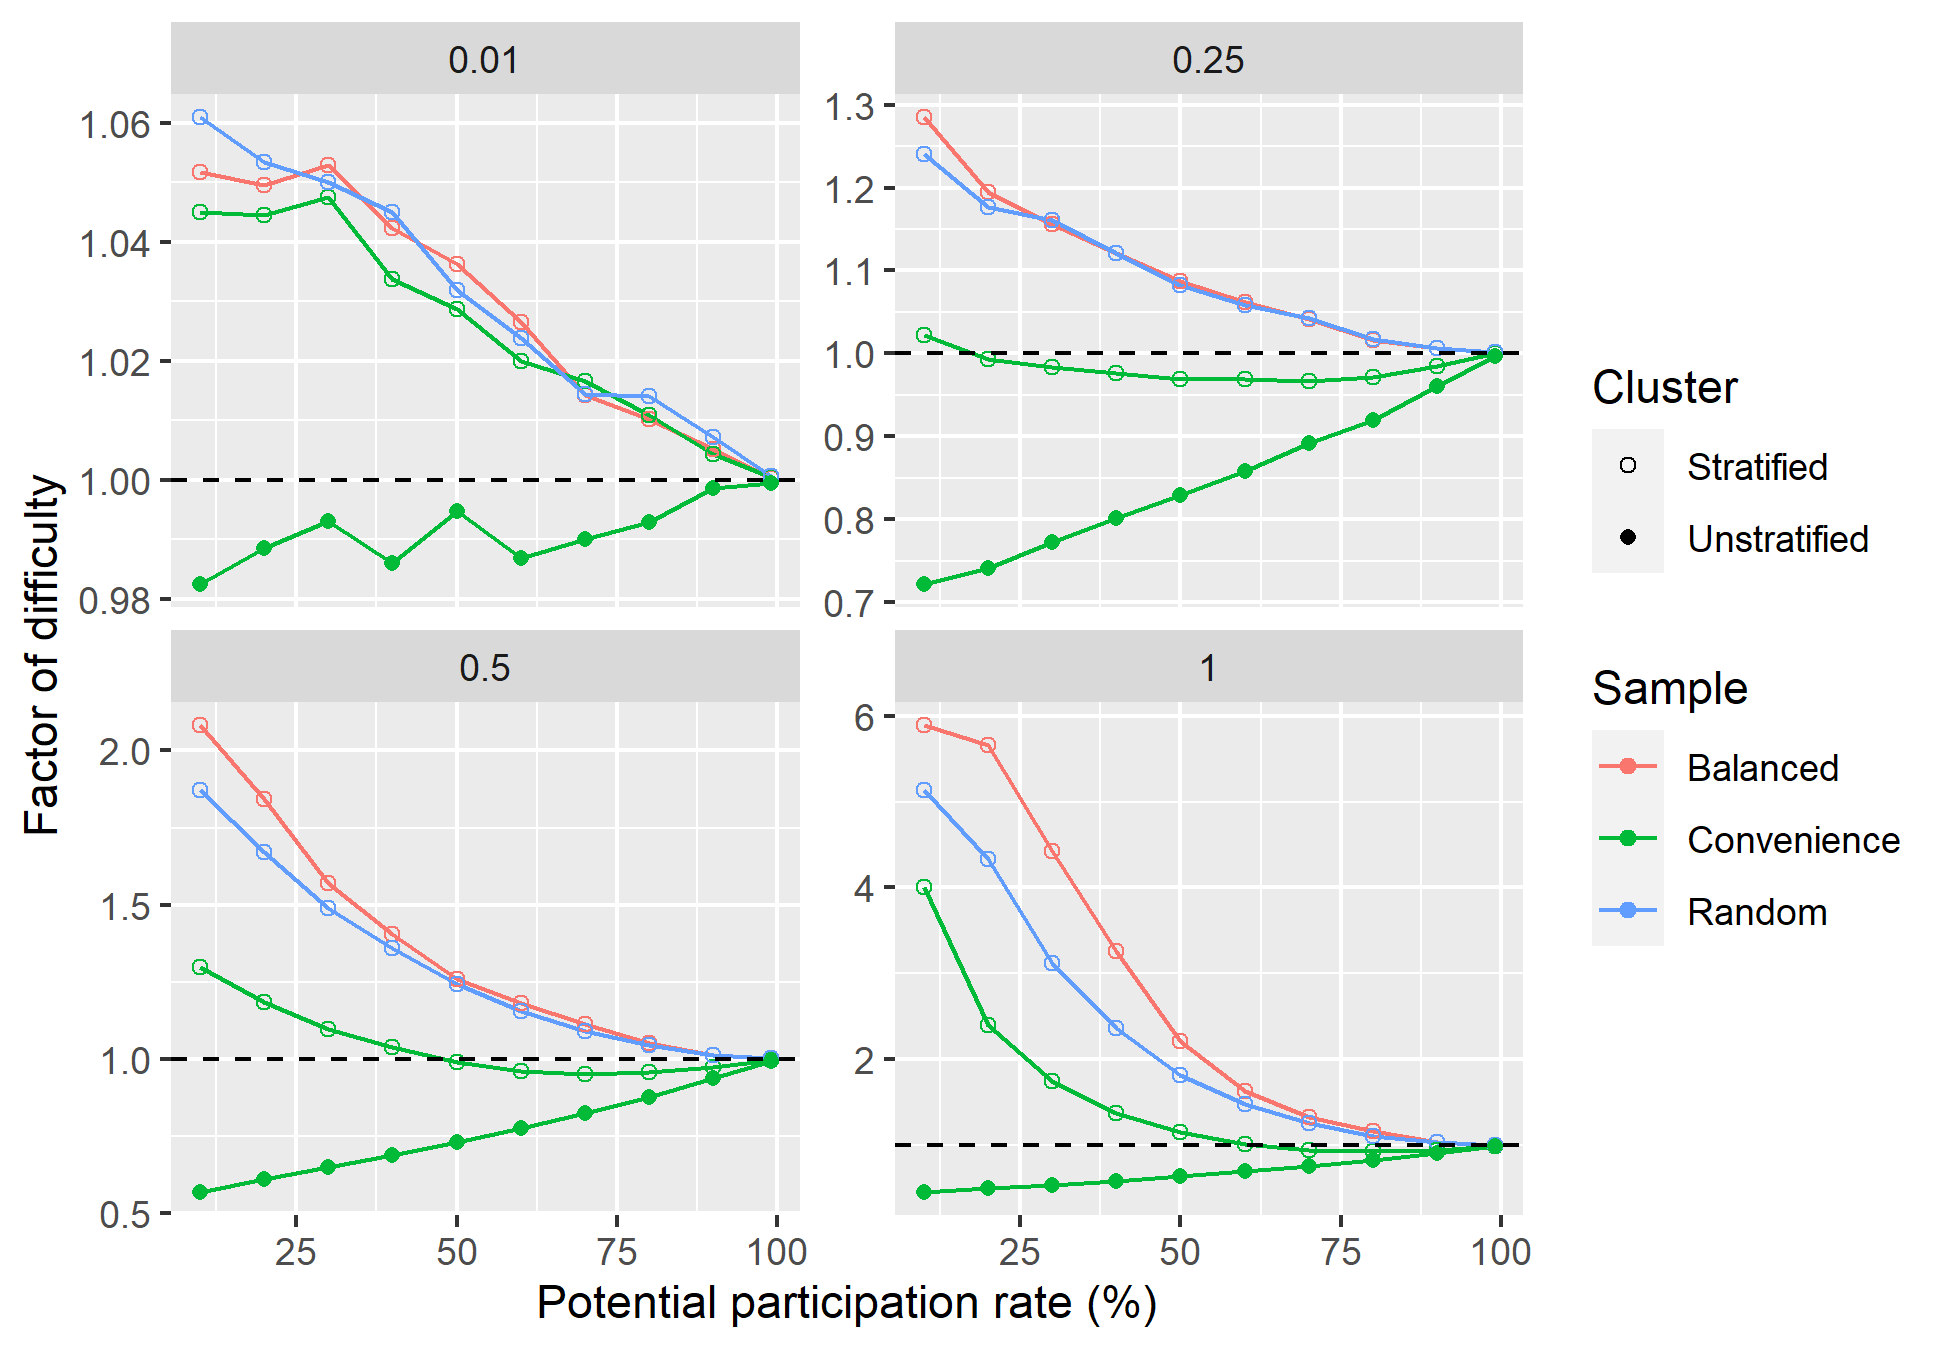 0.01
0.25
1.06
1.04
1.02
1.00
0.98
1.3
1.2
1.1
1.0
0.9
0.8
0.7
0.5
1
2.0
1.5
1.0
0.5
6
4
2
25 50 75 100
25 50 75 100
Potential participation rate (%)
Factor of difficulty
Cluster
Stratified
Unstratified
Sample
Balanced
Convenience
Random